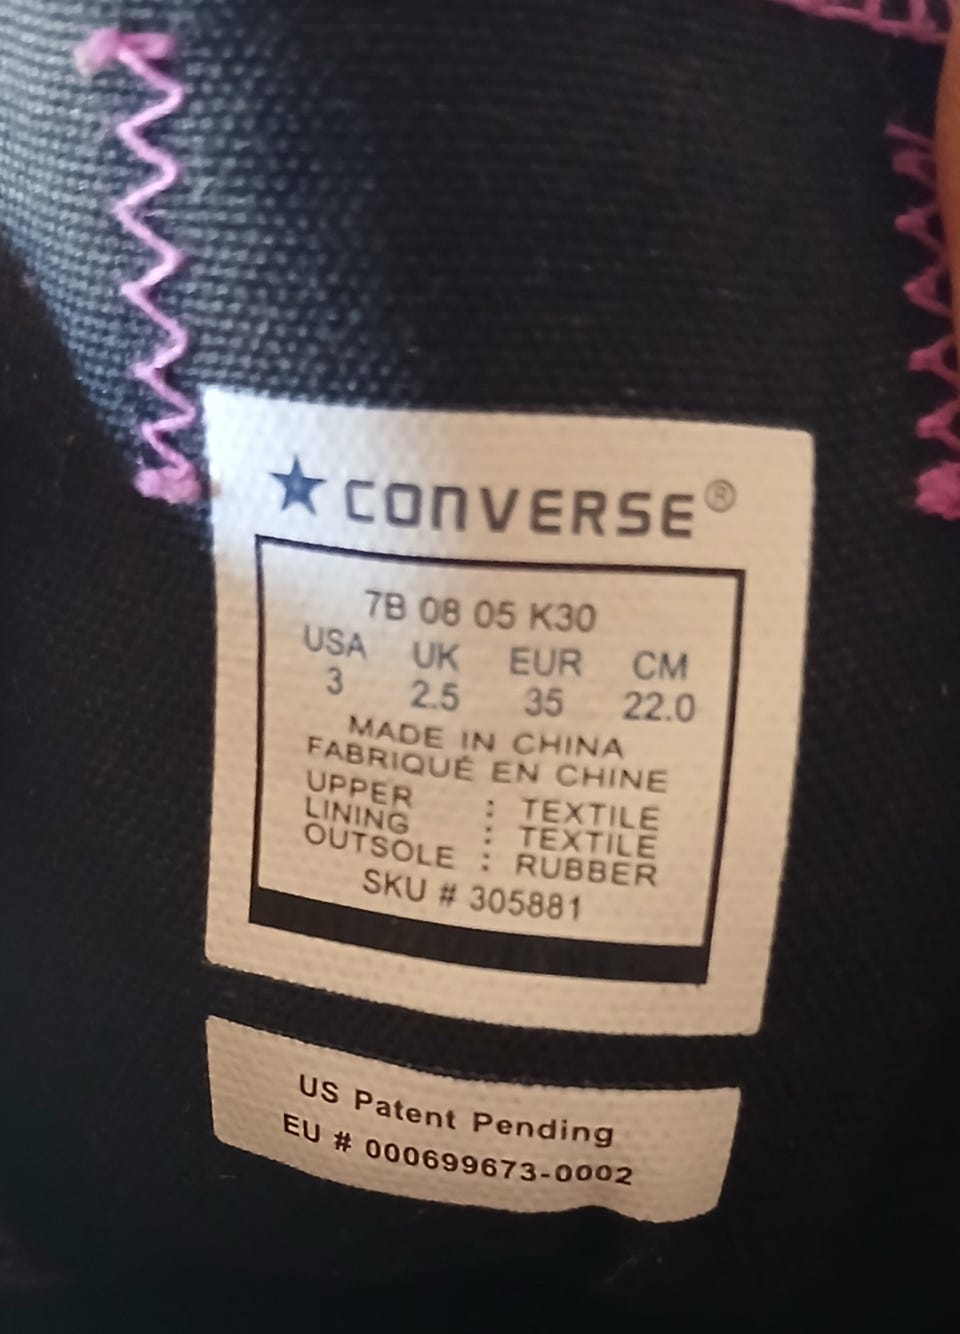 ★ CONVERSE®
7B 08 05 K30
USA UK EUR CM
3 2.5 35 22.0
MADE IN CHINA
FABRIQUÉ EN CHINE
UPPER : TEXTILE
LINING : TEXTILE
OUTSOLE : RUBBER
SKU # 305881
US Patent Pending
EU # 000699673-0002